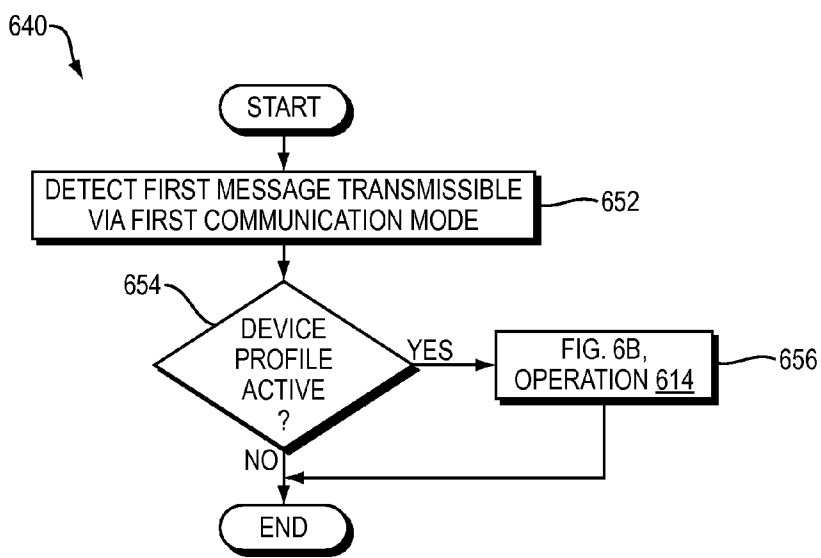 640
START
DETECT FIRST MESSAGE TRANSMISSIBLE
VIA FIRST COMMUNICATION MODE
652
654
DEVICE
PROFILE
ACTIVE
?
YES
FIG. 6B,
OPERATION 614
656
NO
END